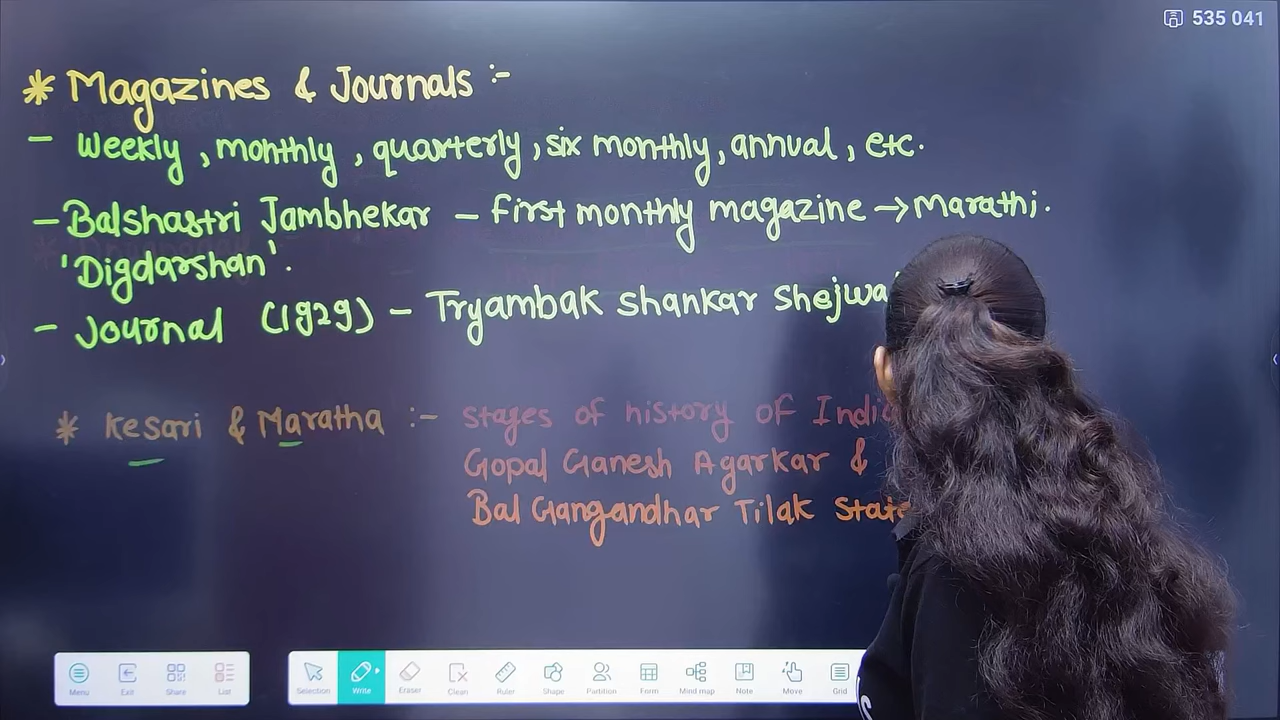 535 041
* Magazines & Journals :-
- Weekly, monthly, quarterly, six monthly, annual, etc.
- Balshastri Jambhekar - First monthly magazine → Marathi.
'Digdarshan'.
- Journal (1929) - Tryambak Shankar Shejwa
* Kesari & Maratha :- stages of history of Indi
Gopal Ganesh Agarkar &
Bal Gangandhar Tilak State
Menu Exit Share List Selection Write Eraser Clean Ruler Shape Partition Form Mind map Note Move Grid